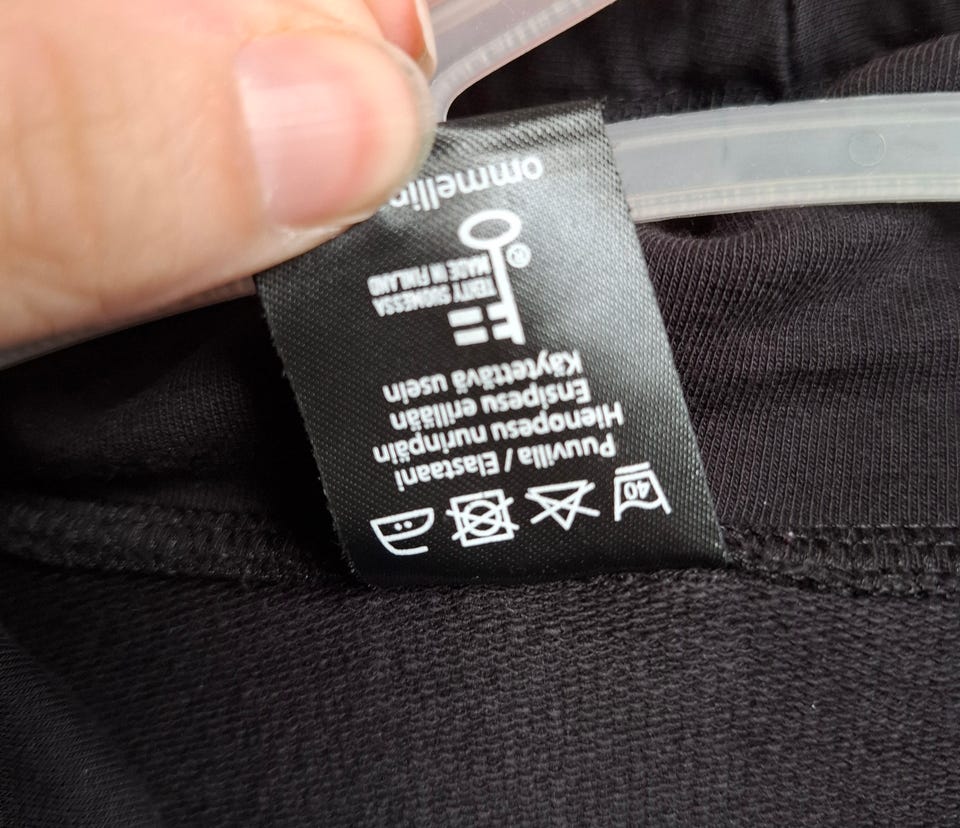 40
Puuvilla / Elastaani
Hienopesu nurinpäin
Ensipesu erillään
Käytettävä usein
TEHTY SUOMESSA
MADE IN FINLAND
®